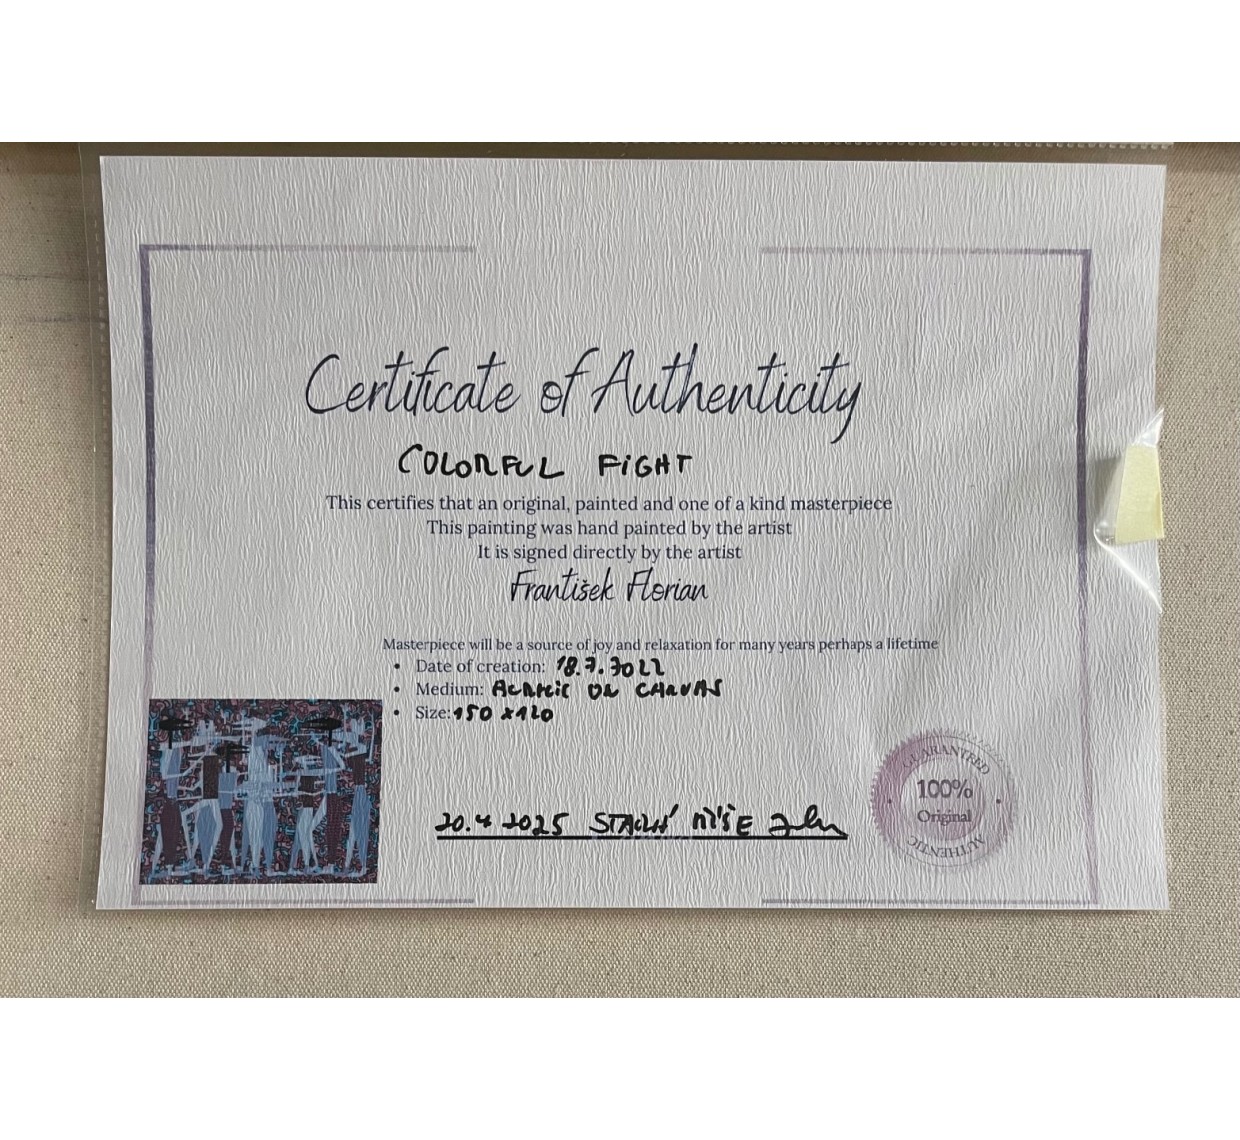 Certificate of Authenticity
COLORFUL FIGHT
This certifies that an original, painted and one of a kind masterpiece
This painting was hand painted by the artist
It is signed directly by the artist
František Florian
Masterpiece will be a source of joy and relaxation for many years perhaps a lifetime
• Date of creation: 18.7.2022
• Medium: ACRYLIC ON CANVAS
• Size: 150 x 120
20.4 2025
GUARANTEED
100%
Original
AUTHENTIC